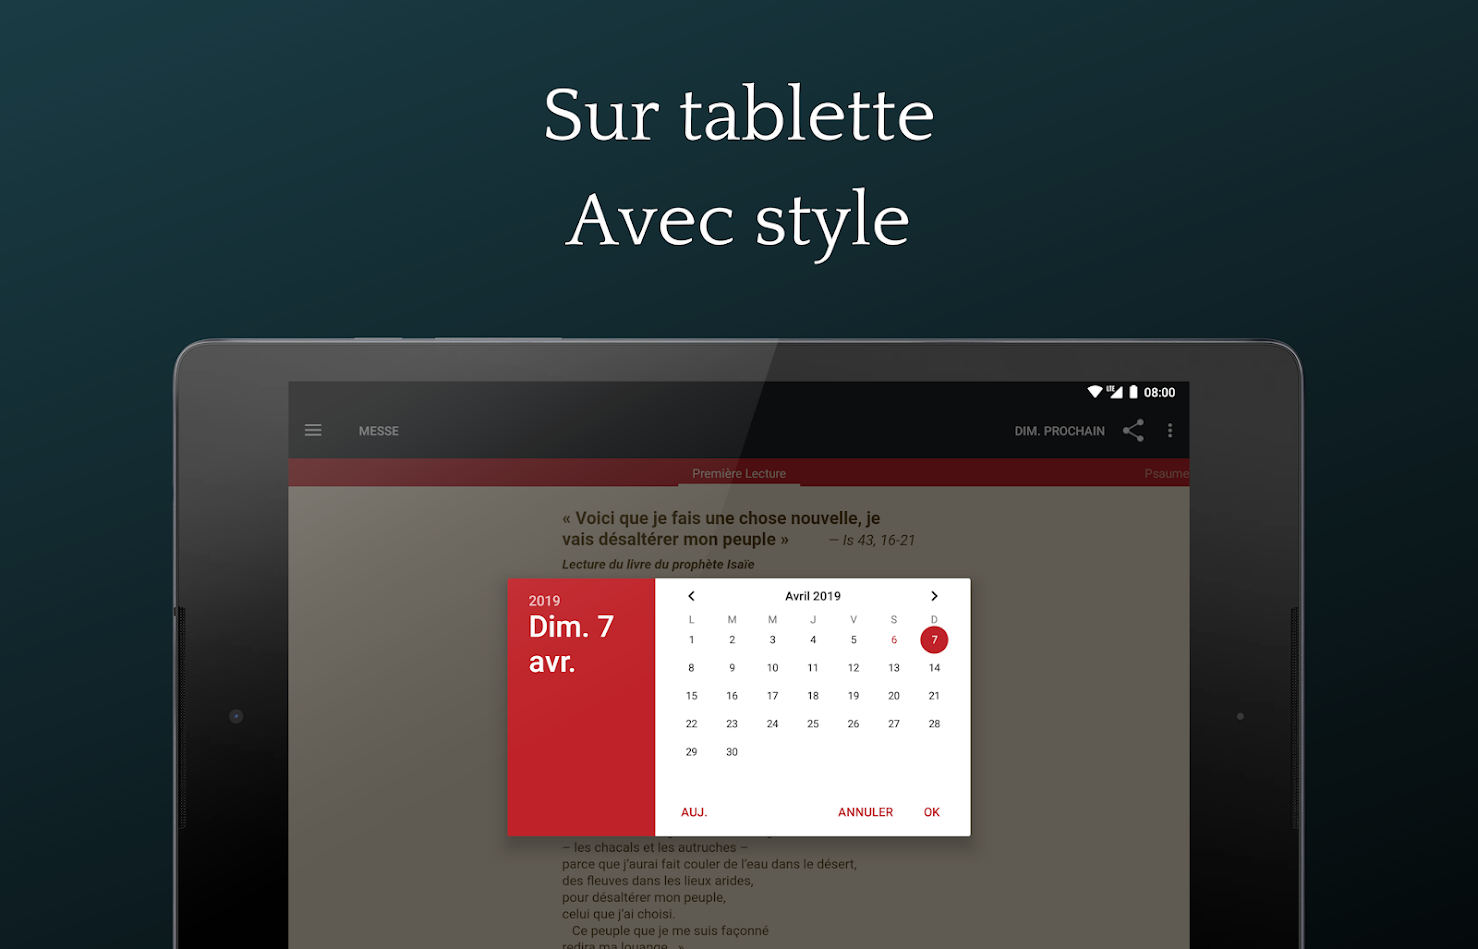 Sur tablette
Avec style
LTE 08:00
MESSE DIM. PROCHAIN
Première Lecture Psaume
« Voici que je fais une chose nouvelle, je
vais désaltérer mon peuple » — Is 43, 16-21
Lecture du livre du prophète Isaïe
2019
Dim. 7
avr.
Avril 2019
L M M J V S D
1 2 3 4 5 6 7
8 9 10 11 12 13 14
15 16 17 18 19 20 21
22 23 24 25 26 27 28
29 30
AUJ. ANNULER OK
– les chacals et les autruches –
parce que j'aurai fait couler de l'eau dans le désert,
des fleuves dans les lieux arides,
pour désaltérer mon peuple,
celui que j'ai choisi.
Ce peuple que je me suis façonné
redira ma louange. »